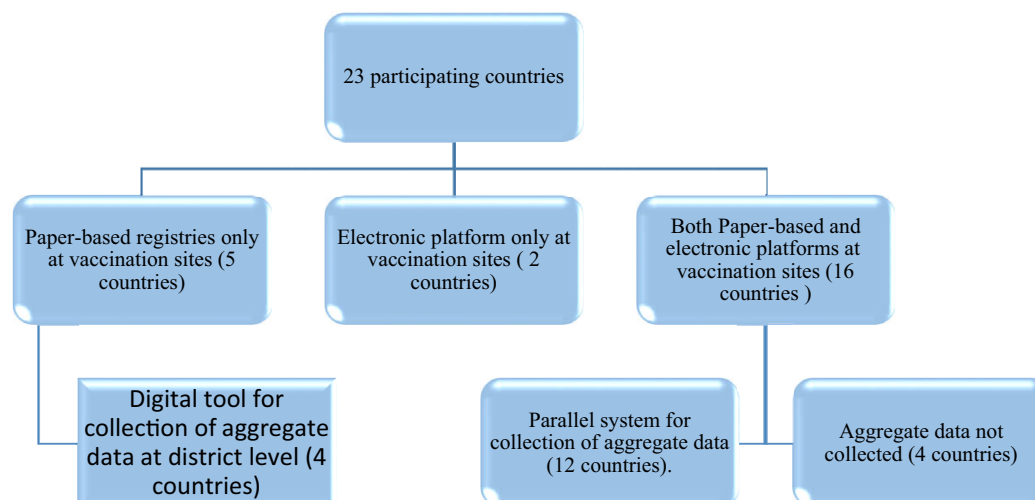 23 participating countries
Paper-based registries only
at vaccination sites (5
countries)
Electronic platform only at
vaccination sites ( 2
countries)
Both Paper-based and
electronic platforms at
vaccination sites (16
countries )
Digital tool for
collection of aggregate
data at district level (4
countries)
Parallel system for
collection of aggregate data
(12 countries).
Aggregate data not
collected (4 countries)